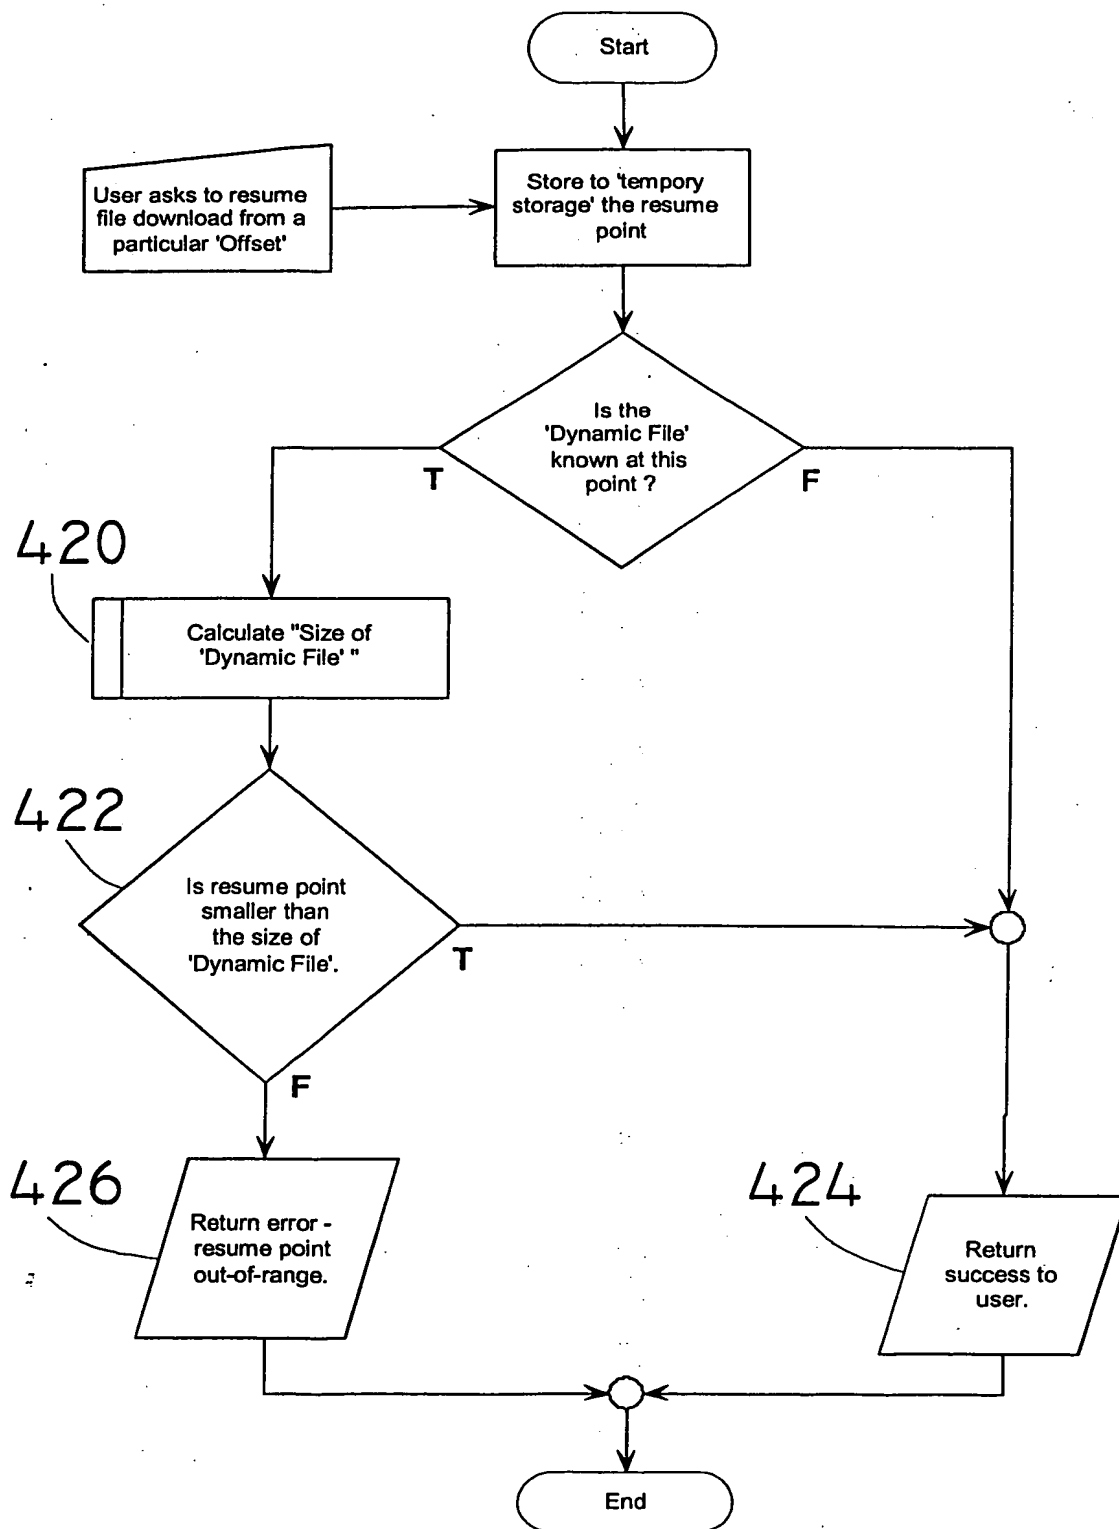 Start
User asks to resume
file download from a
particular 'Offset'
Store to 'tempory
storage' the resume
point
Is the
'Dynamic File'
known at this
point ?
T
F
420
Calculate "Size of
'Dynamic File' "
422
Is resume point
smaller than
the size of
'Dynamic File'.
T
F
426
Return error -
resume point
out-of-range.
424
Return
success to
user.
End